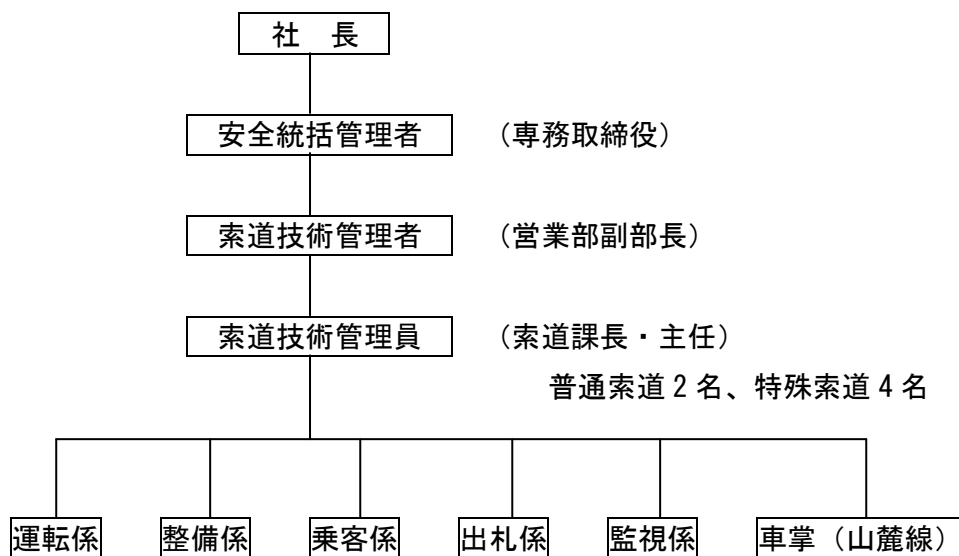 社　長
安全統括管理者　（専務取締役）
索道技術管理者　（営業部副部長）
索道技術管理員　（索道課長・主任）
普通索道２名、特殊索道４名
運転係　整備係　乗客係　出札係　監視係　車掌（山麓線）